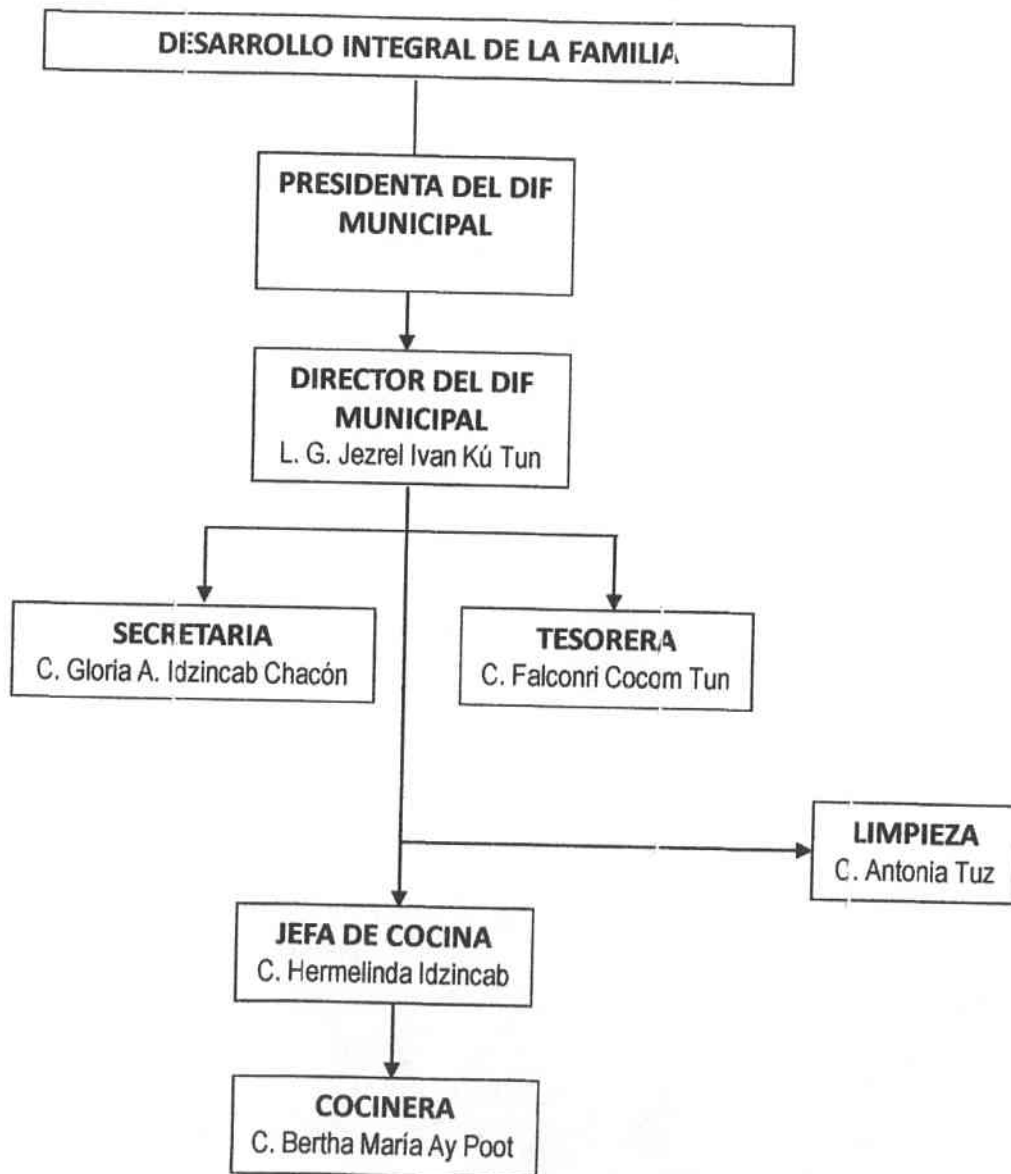 DESARROLLO INTEGRAL DE LA FAMILIA
PRESIDENTA DEL DIF
MUNICIPAL
DIRECTOR DEL DIF
MUNICIPAL
L. G. Jezrel Ivan Kú Tun
SECRETARIA
C. Gloria A. Idzincab Chacón
TESORERA
C. Falconri Cocom Tun
LIMPIEZA
C. Antonia Tuz
JEFA DE COCINA
C. Hermelinda Idzincab
COCINERA
C. Bertha María Ay Poot